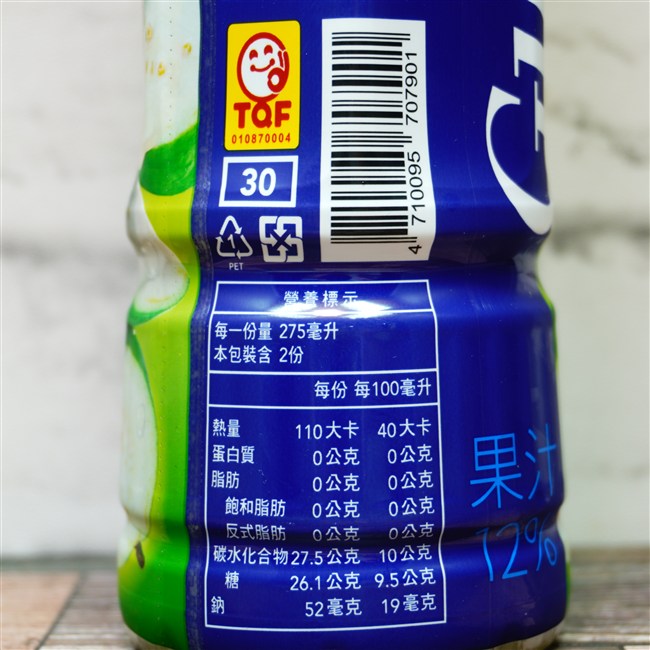 TQF
010870004
30
PET
4 710095 707901
營養標示
每一份量 275毫升
本包裝含 2份
每份 每100毫升
熱量 110大卡 40大卡
蛋白質 0公克 0公克
脂肪 0公克 0公克
飽和脂肪 0公克 0公克
反式脂肪 0公克 0公克
碳水化合物 27.5公克 10公克
糖 26.1公克 9.5公克
鈉 52毫克 19毫克
果汁
12%